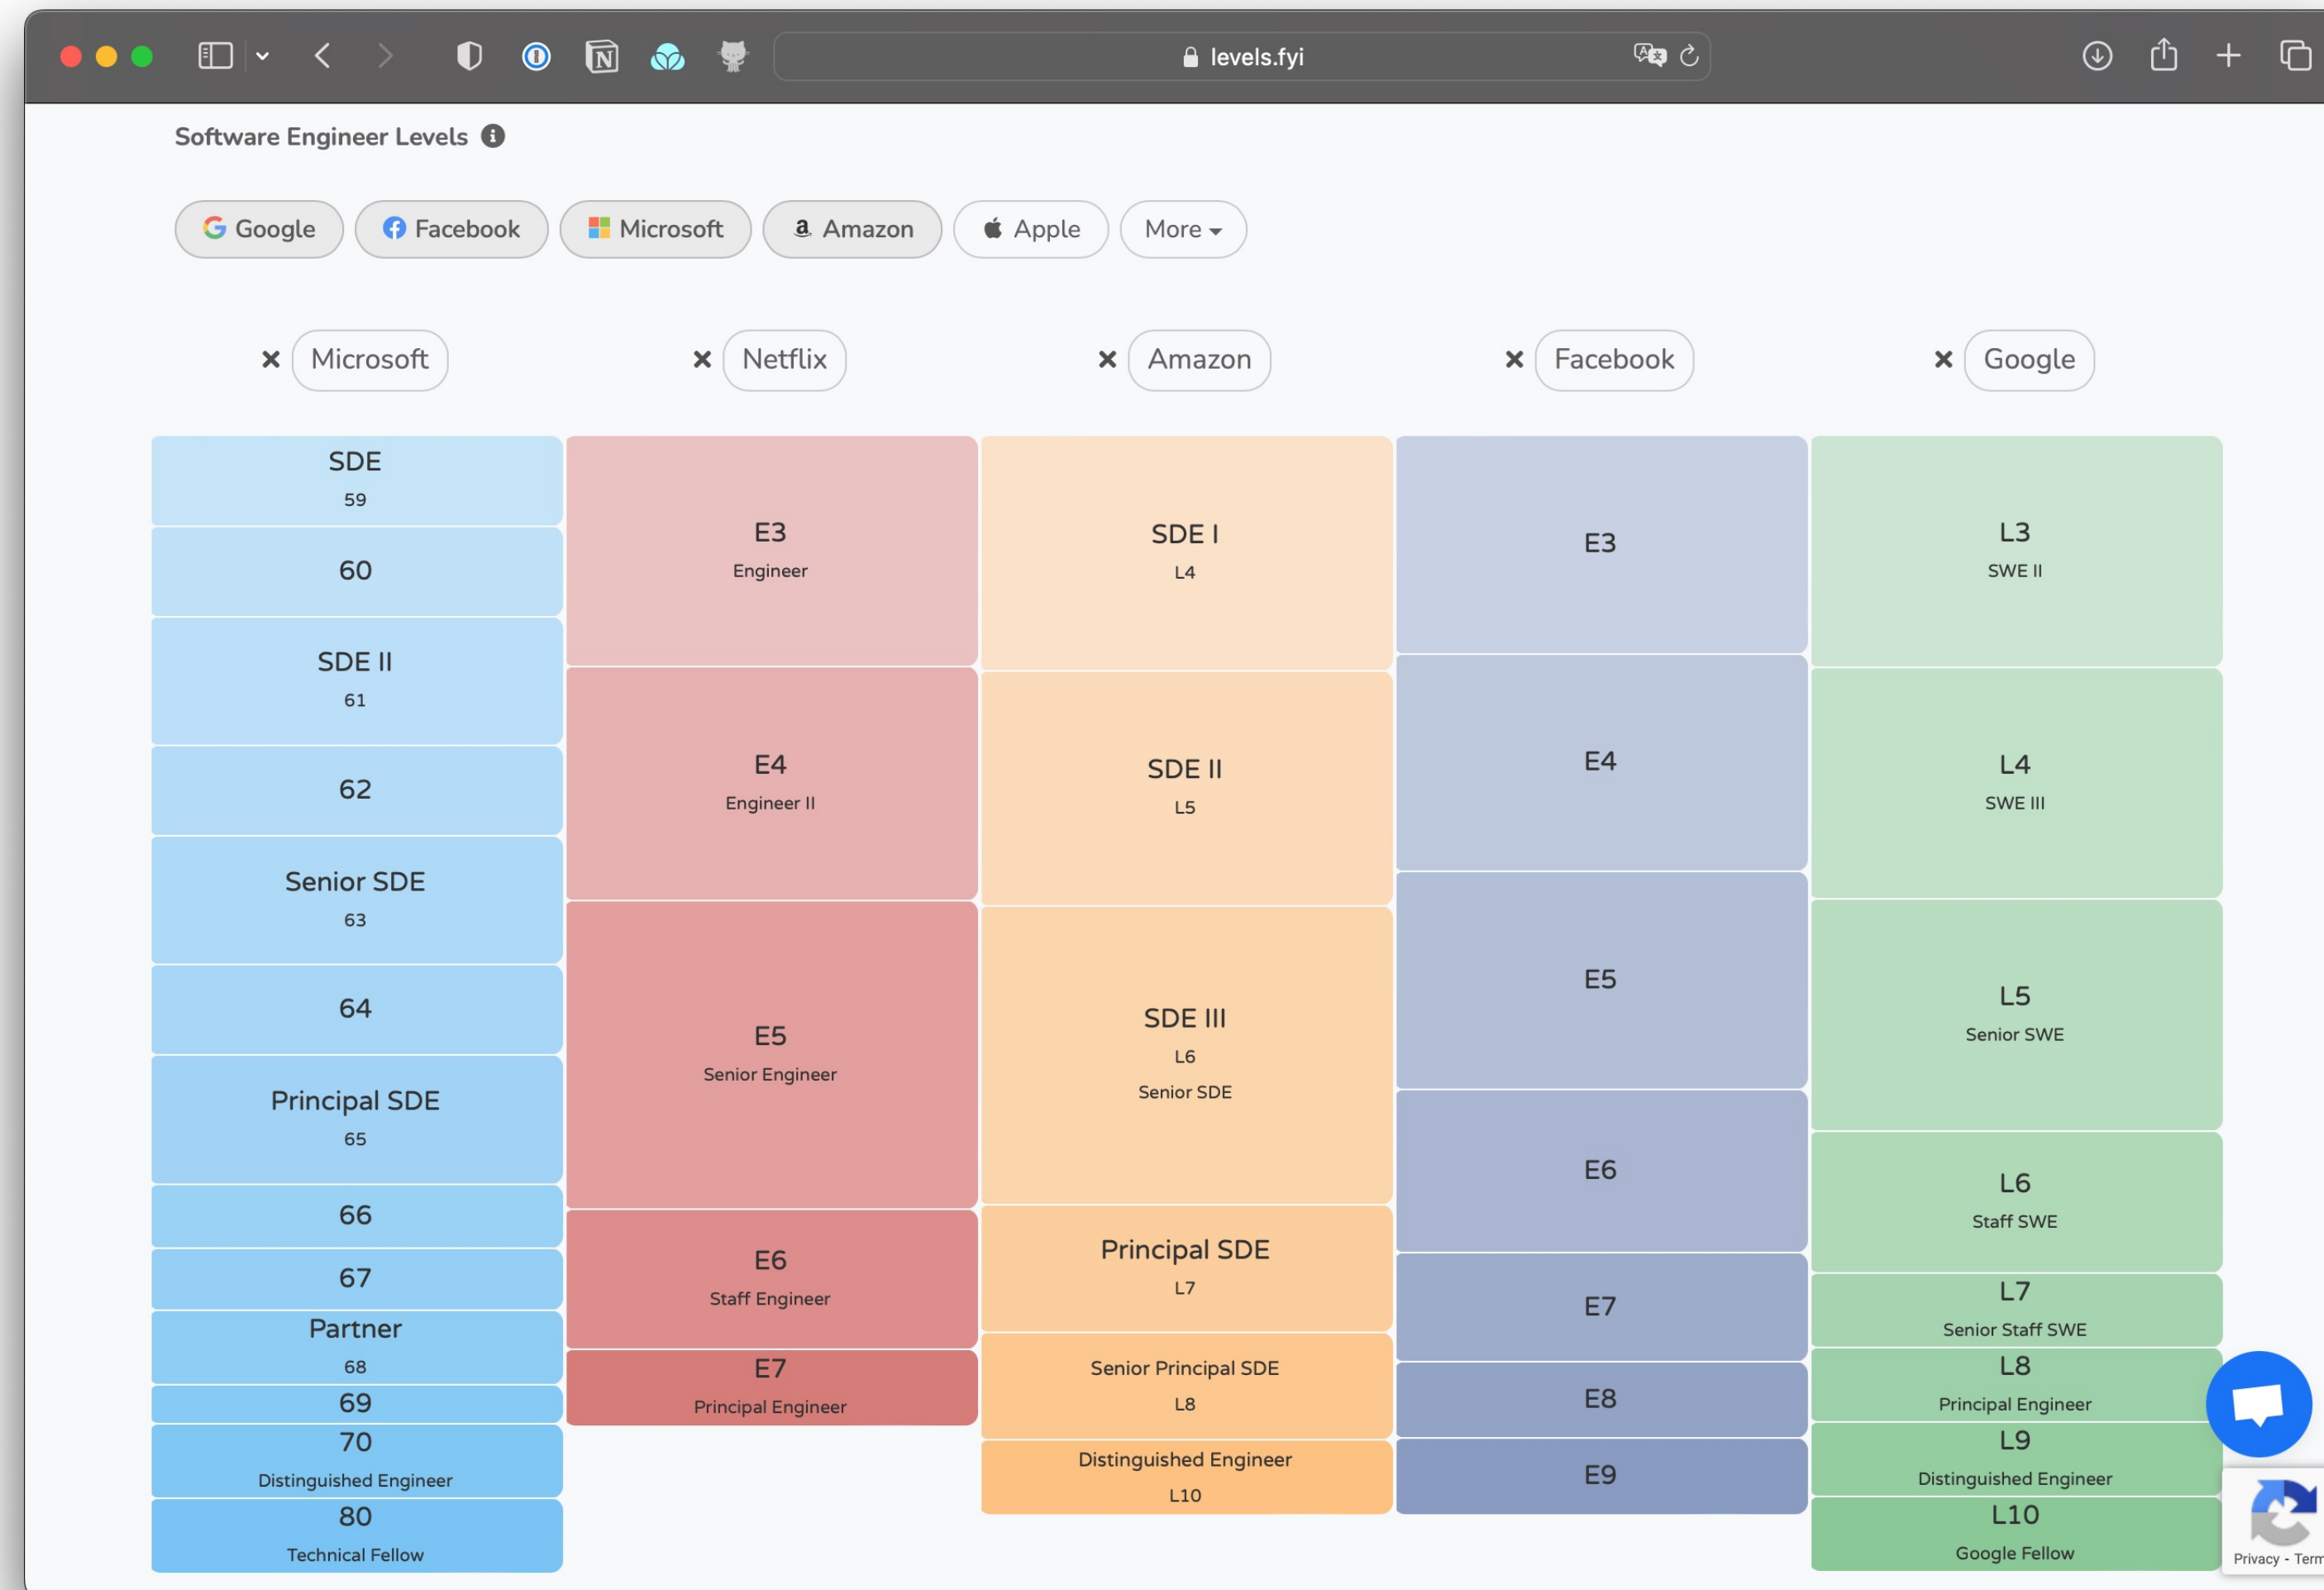 levels.fyi
Software Engineer Levels
Google
Facebook
Microsoft
Amazon
Apple
More
Microsoft
Netflix
Amazon
Facebook
Google
SDE
59
60
SDE II
61
62
Senior SDE
63
64
Principal SDE
65
66
67
Partner
68
69
70
Distinguished Engineer
80
Technical Fellow
E3
Engineer
E4
Engineer II
E5
Senior Engineer
E6
Staff Engineer
E7
Principal Engineer
SDE I
L4
SDE II
L5
SDE III
L6
Senior SDE
Principal SDE
L7
Senior Principal SDE
L8
Distinguished Engineer
L10
E3
E4
E5
E6
E7
E8
E9
L3
SWE II
L4
SWE III
L5
Senior SWE
L6
Staff SWE
L7
Senior Staff SWE
L8
Principal Engineer
L9
Distinguished Engineer
L10
Google Fellow
Privacy - Term